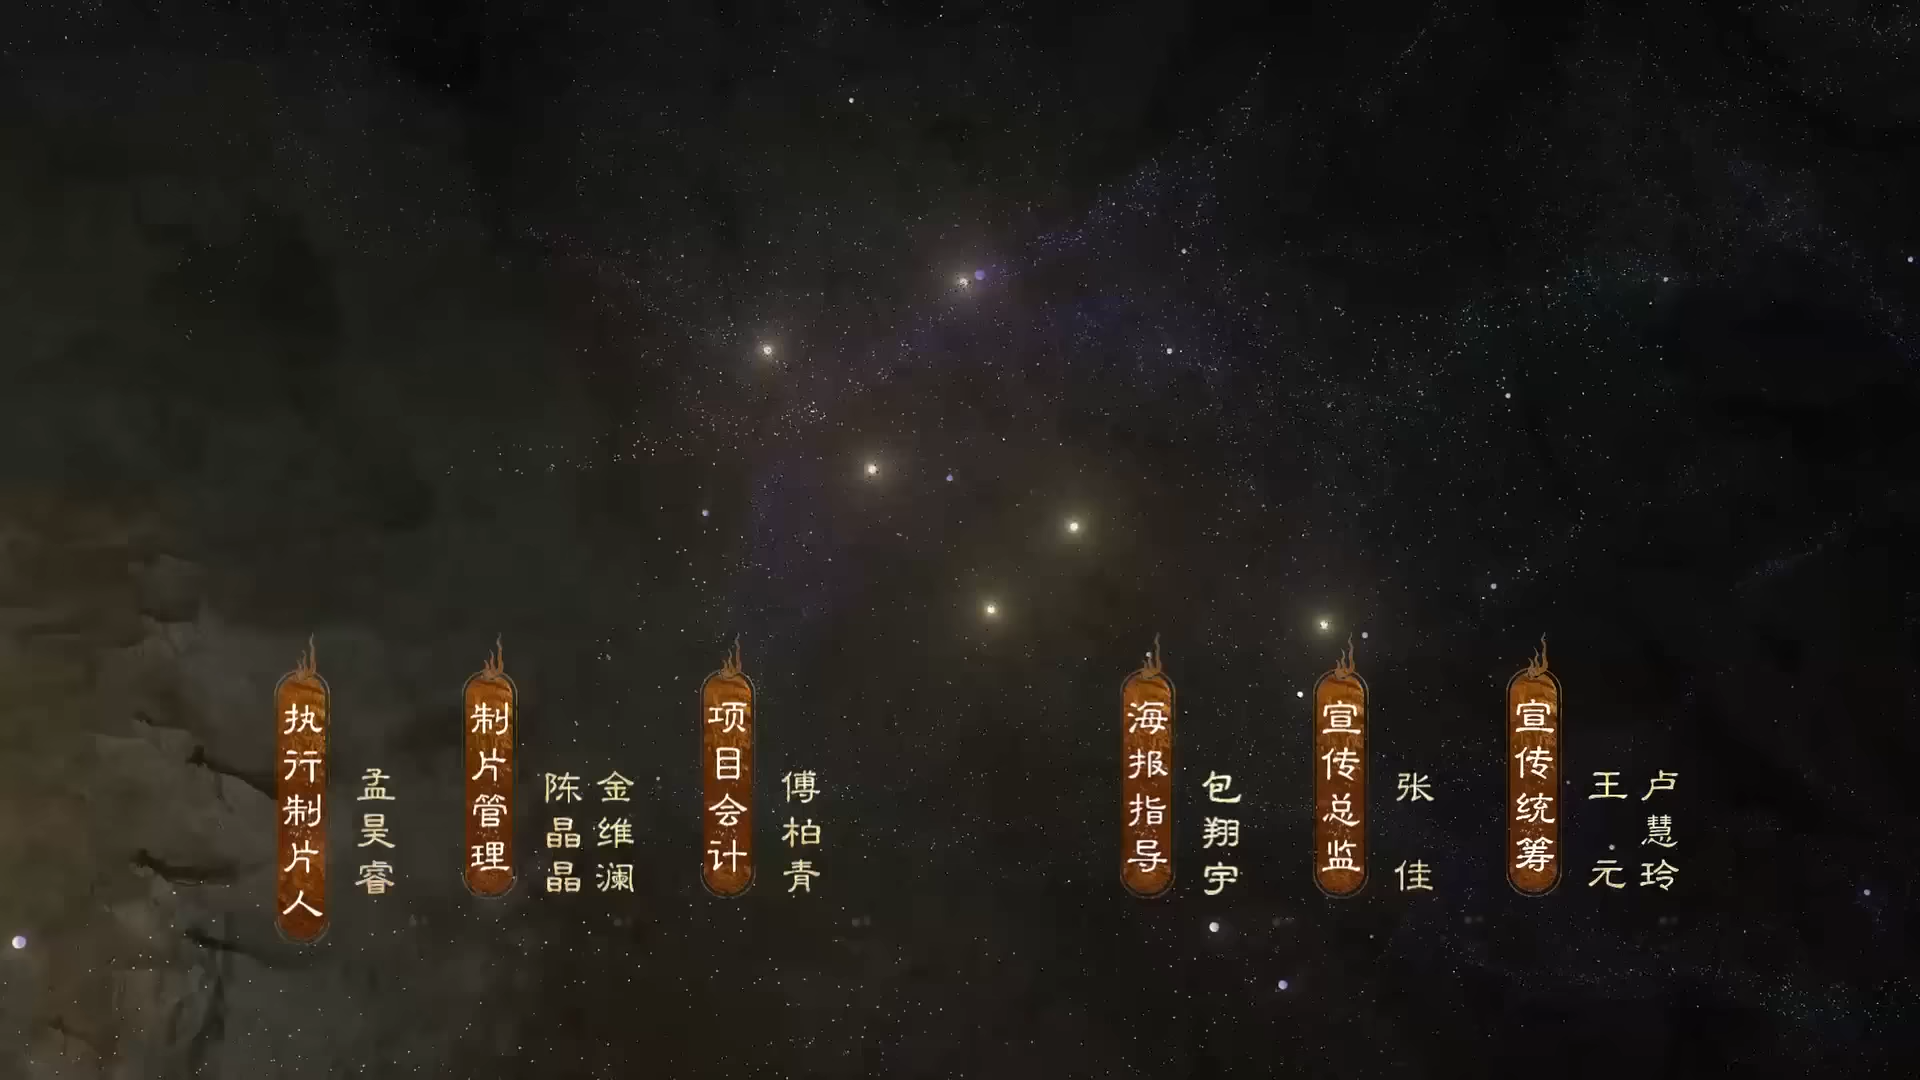 执行制片人
孟昊睿
制片管理
陈晶晶
金维澜
项目会计
傅柏青
海报指导
包翔宇
宣传总监
张佳
宣传统筹
王元
卢慧玲